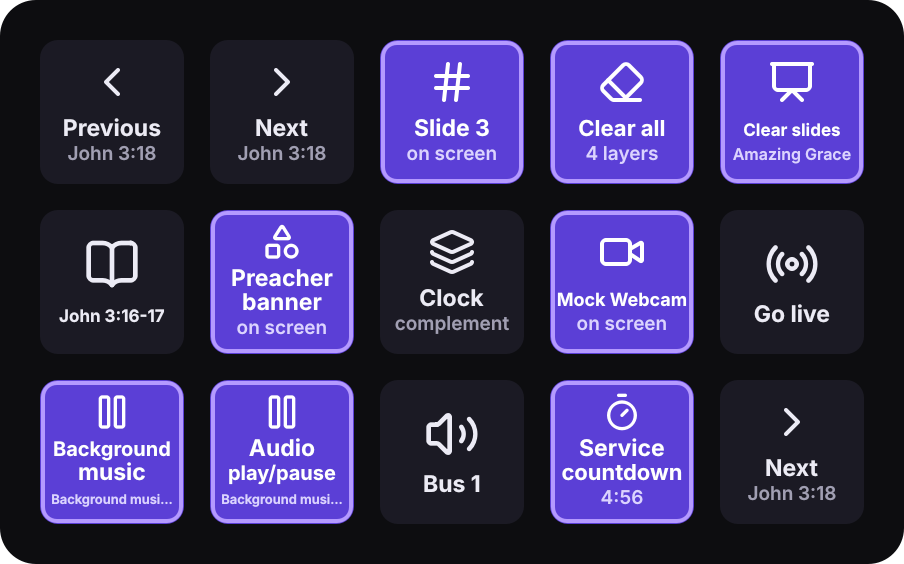 Previous
John 3:18
Next
John 3:18
Slide 3
on screen
Clear all
4 layers
Clear slides
Amazing Grace
John 3:16-17
Preacher
banner
on screen
Clock
complement
Mock Webcam
on screen
Go live
Background
music
Background musi...
Audio
play/pause
Background musi...
Bus 1
Service
countdown
4:56
Next
John 3:18